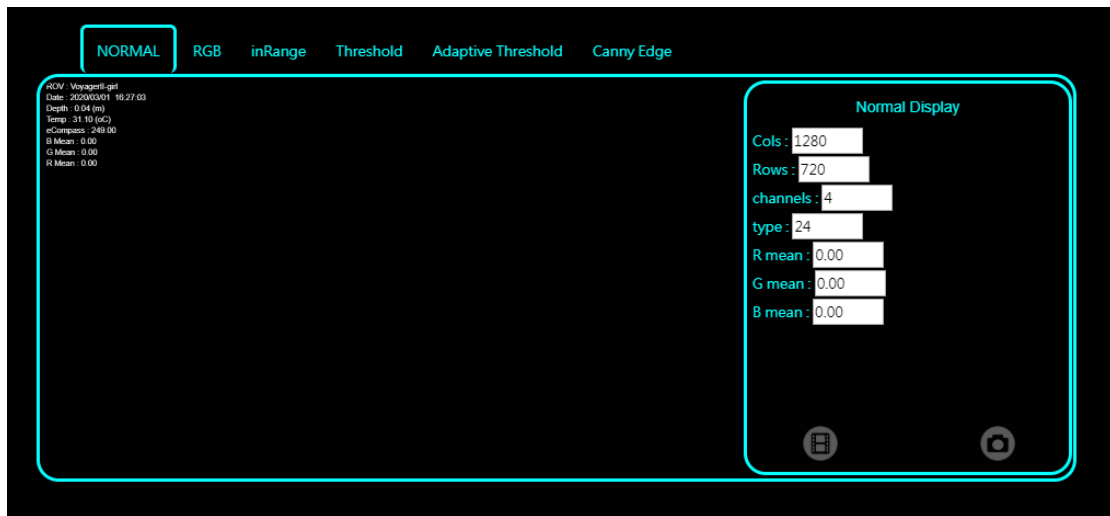 NORMAL RGB inRange Threshold Adaptive Threshold Canny Edge
ROV : VoyagerII-girl
Date : 2020/03/01 16:27:03
Depth : 0.04 (m)
Temp : 31.10 (oC)
eCompass : 249.00
B Mean : 0.00
G Mean : 0.00
R Mean : 0.00
Normal Display
Cols : 1280
Rows : 720
channels : 4
type : 24
R mean : 0.00
G mean : 0.00
B mean : 0.00